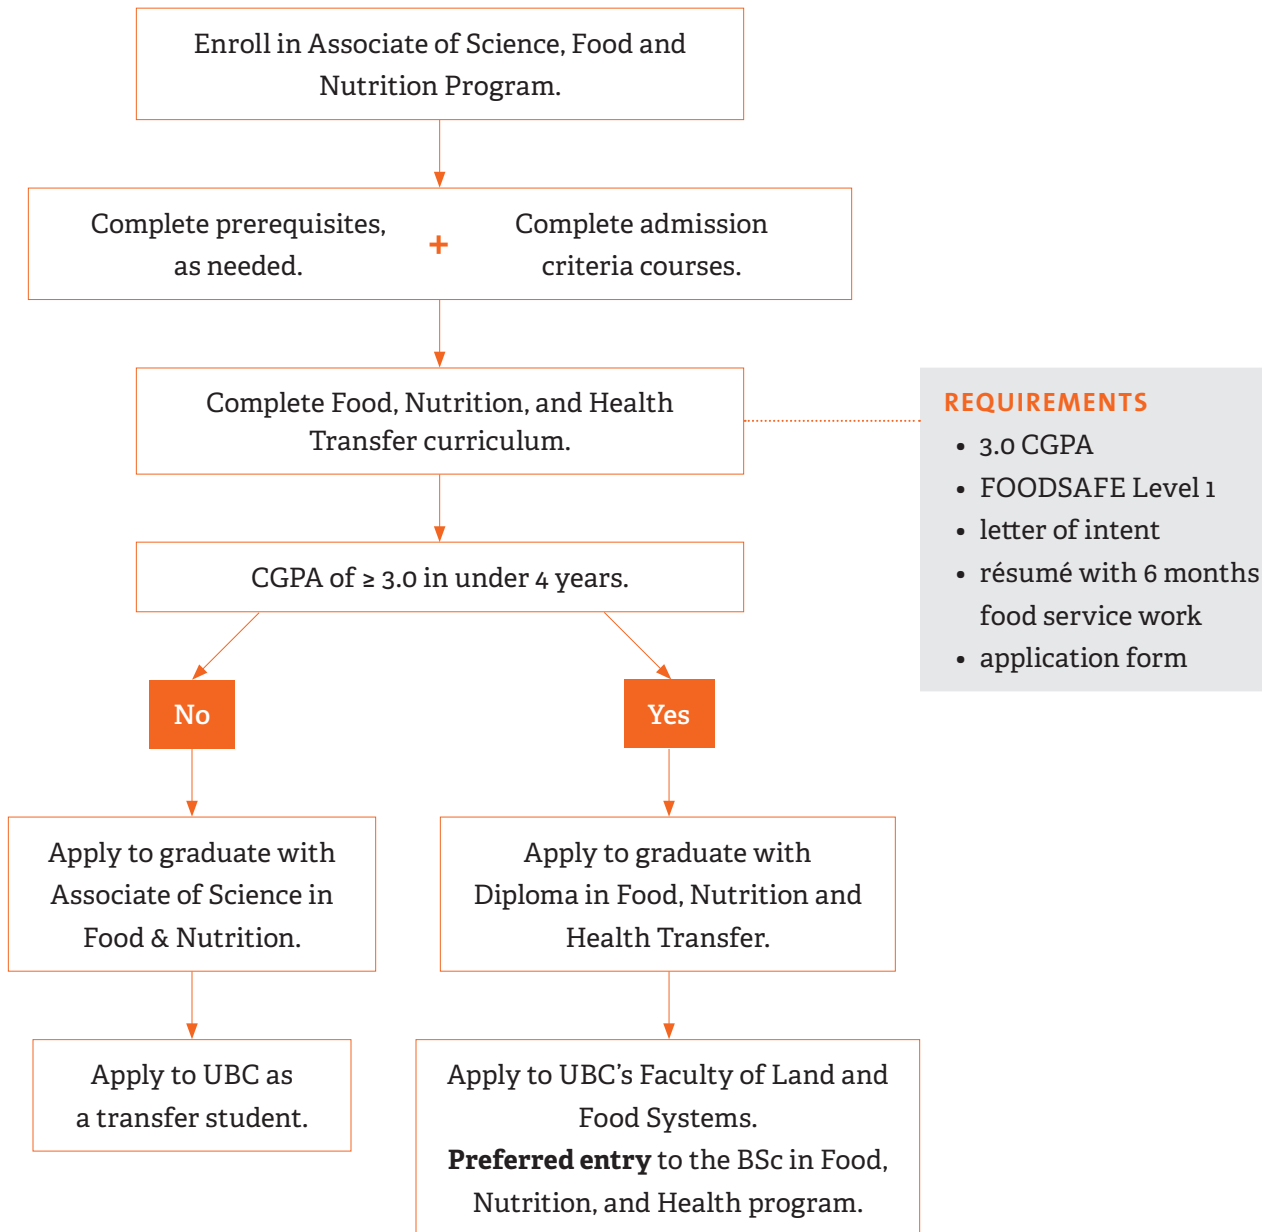 Enroll in Associate of Science, Food and
Nutrition Program.
Complete prerequisites,
as needed.
+
Complete admission
criteria courses.
Complete Food, Nutrition, and Health
Transfer curriculum.
REQUIREMENTS
• 3.0 CGPA
• FOODSAFE Level 1
• letter of intent
• résumé with 6 months
food service work
• application form
CGPA of ≥ 3.0 in under 4 years.
No
Yes
Apply to graduate with
Associate of Science in
Food & Nutrition.
Apply to graduate with
Diploma in Food, Nutrition and
Health Transfer.
Apply to UBC as
a transfer student.
Apply to UBC’s Faculty of Land and
Food Systems.
Preferred entry to the BSc in Food,
Nutrition, and Health program.